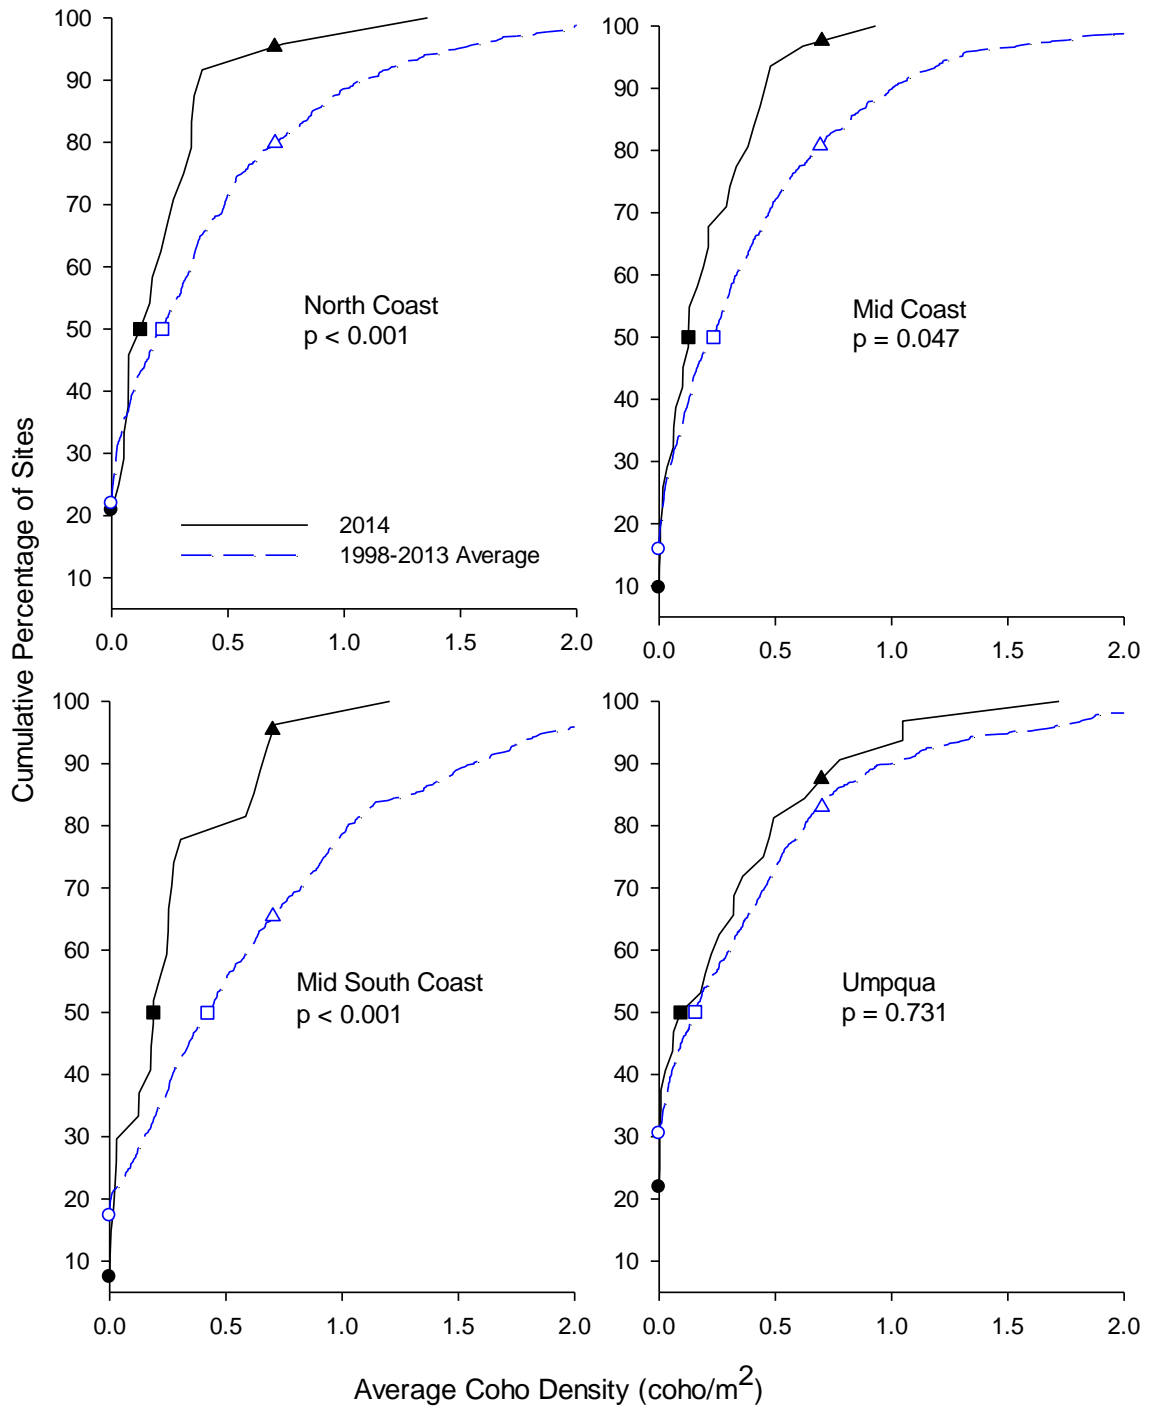 Cumulative Percentage of Sites
100
90
80
70
60
50
40
30
20
10
0.0 0.5 1.0 1.5 2.0
North Coast
p < 0.001
2014
1998-2013 Average
100
90
80
70
60
50
40
30
20
10
0.0 0.5 1.0 1.5 2.0
Mid Coast
p = 0.047
100
90
80
70
60
50
40
30
20
10
0.0 0.5 1.0 1.5 2.0
Mid South Coast
p < 0.001
100
90
80
70
60
50
40
30
20
10
0.0 0.5 1.0 1.5 2.0
Umpqua
p = 0.731
Average Coho Density (coho/m²)